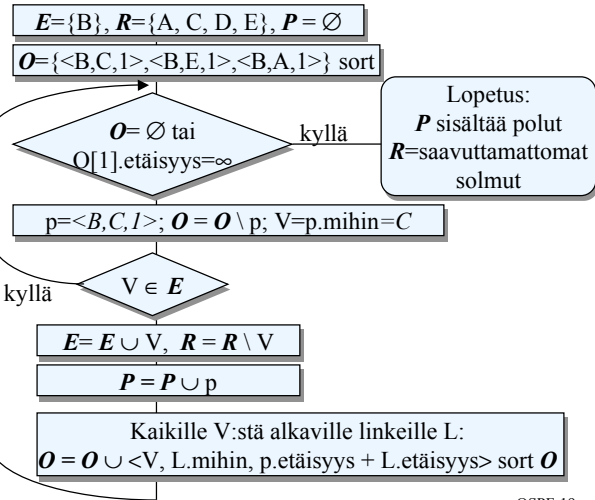 E={B}, R={A, C, D, E}, P = ∅
O={<B,C,1>,<B,E,1>,<B,A,1>} sort
O= ∅ tai
O[1].etäisyys=∞
kyllä
Lopetus:
P sisältää polut
R=saavuttamattomat
solmut
p=<B,C,1>; O = O \ p; V=p.mihin=C
V ∈ E
kyllä
E= E ∪ V, R = R \ V
P = P ∪ p
Kaikille V:stä alkaville linkeille L:
O = O ∪ <V, L.mihin, p.etäisyys + L.etäisyys> sort O